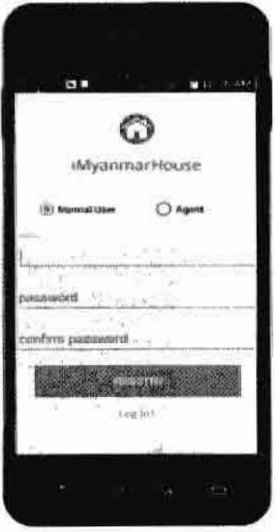 iMyanmarHouse
Normal User Agent
password
confirm password
Log In!